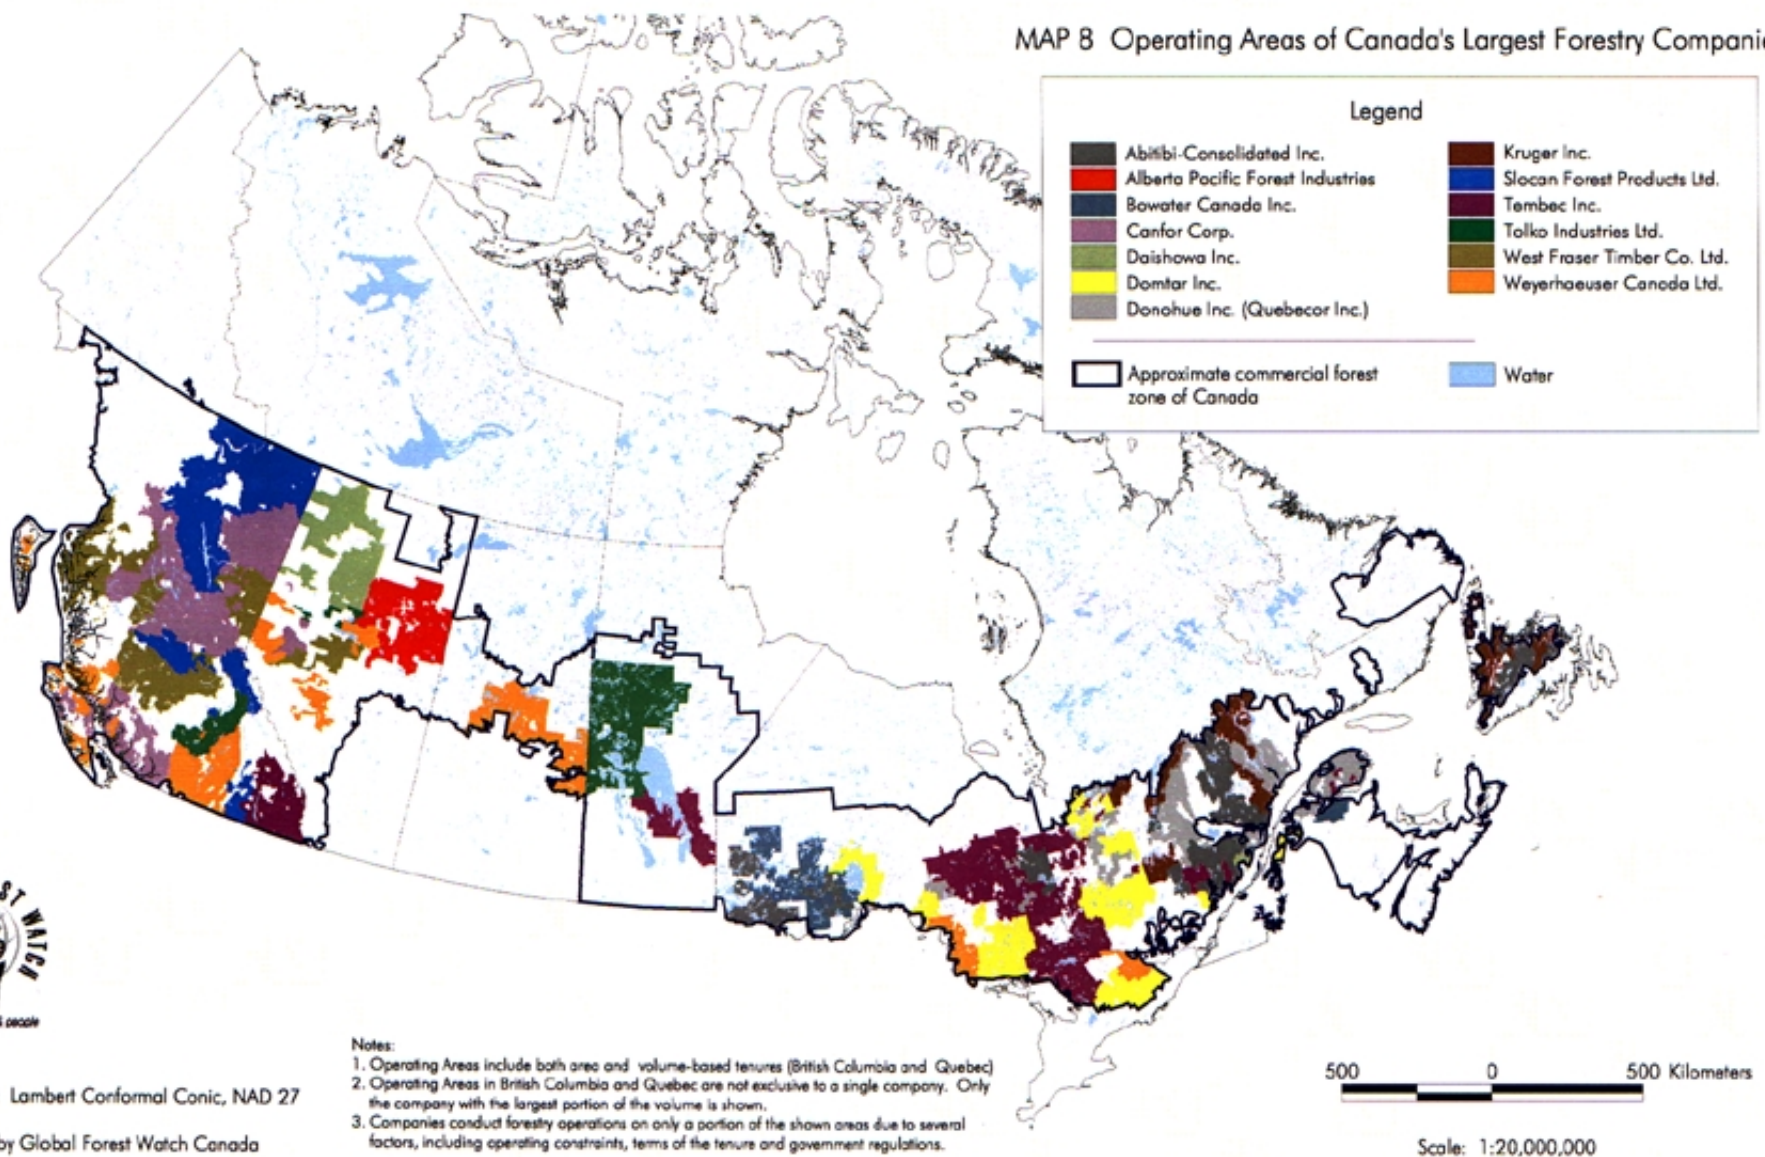 MAP 8 Operating Areas of Canada's Largest Forestry Compani
Legend
Abitibi-Consolidated Inc.
Alberta Pacific Forest Industries
Bowater Canada Inc.
Canfor Corp.
Daishowa Inc.
Domtar Inc.
Donohue Inc. (Quebecor Inc.)
Kruger Inc.
Slocan Forest Products Ltd.
Tembec Inc.
Tolko Industries Ltd.
West Fraser Timber Co. Ltd.
Weyerhaeuser Canada Ltd.
Approximate commercial forest
zone of Canada
Water
ST WATCH
people
Lambert Conformal Conic, NAD 27
by Global Forest Watch Canada
Notes:
1. Operating Areas include both area and volume-based tenures (British Columbia and Quebec)
2. Operating Areas in British Columbia and Quebec are not exclusive to a single company. Only
the company with the largest portion of the volume is shown.
3. Companies conduct forestry operations on only a portion of the shown areas due to several
factors, including operating constraints, terms of the tenure and government regulations.
500 0 500 Kilometers
Scale: 1:20,000,000